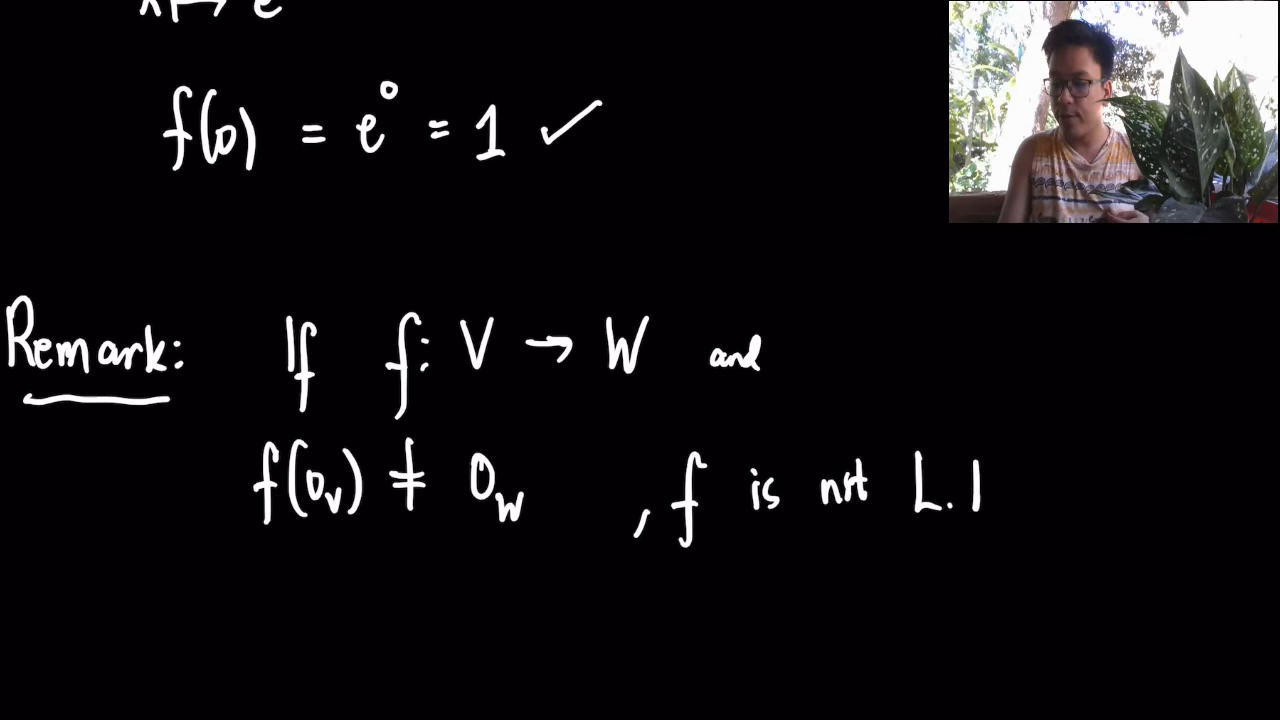 x ↦ e
f(0) = e⁰ = 1 ✓
Remark: If f: V → W and
f(0ᵥ) ≠ 0_W , f is not L.I